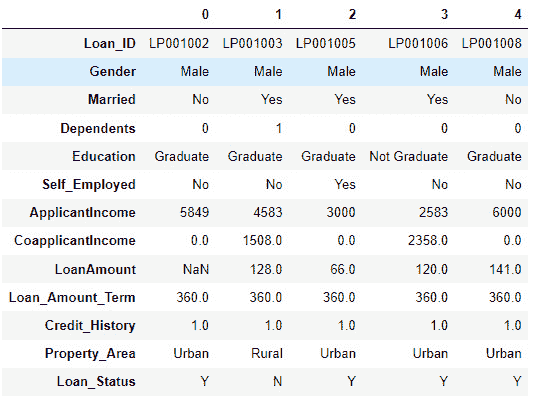 0 1 2 3 4
Loan_ID LP001002 LP001003 LP001005 LP001006 LP001008
Gender Male Male Male Male Male
Married No Yes Yes Yes No
Dependents 0 1 0 0 0
Education Graduate Graduate Graduate Not Graduate Graduate
Self_Employed No No Yes No No
ApplicantIncome 5849 4583 3000 2583 6000
CoapplicantIncome 0.0 1508.0 0.0 2358.0 0.0
LoanAmount NaN 128.0 66.0 120.0 141.0
Loan_Amount_Term 360.0 360.0 360.0 360.0 360.0
Credit_History 1.0 1.0 1.0 1.0 1.0
Property_Area Urban Rural Urban Urban Urban
Loan_Status Y N Y Y Y